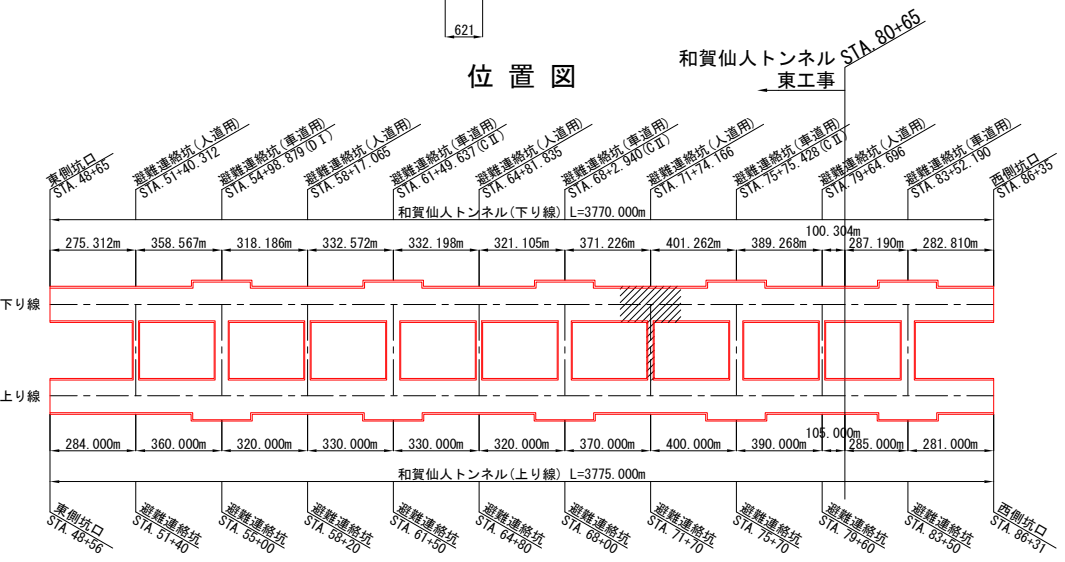 621
位置図
和賀仙人トンネル
東工事
STA. 80+65
東側坑口
STA. 48+65
避難連絡坑(人道用)
STA. 51+40.312
避難連絡坑(車道用)
STA. 54+98.879(DⅠ)
避難連絡坑(人道用)
STA. 58+17.065
避難連絡坑(車道用)
STA. 61+49.637(CⅡ)
避難連絡坑(人道用)
STA. 64+81.835
避難連絡坑(車道用)
STA. 68+2.940(CⅡ)
避難連絡坑(人道用)
STA. 71+74.166
避難連絡坑(車道用)
STA. 75+75.428(CⅡ)
避難連絡坑(人道用)
STA. 79+64.696
避難連絡坑(車道用)
STA. 83+52.190
西側坑口
STA. 86+35
和賀仙人トンネル(下り線) L=3770.000m
275.312m 358.567m 318.186m 332.572m 332.198m 321.105m 371.226m 401.262m 389.268m 100.304m 287.190m 282.810m
下り線
上り線
284.000m 360.000m 320.000m 330.000m 330.000m 320.000m 370.000m 400.000m 390.000m 105.000m 285.000m 281.000m
和賀仙人トンネル(上り線) L=3775.000m
東側坑口
STA. 48+56
避難連絡坑
STA. 51+40
避難連絡坑
STA. 55+00
避難連絡坑
STA. 58+20
避難連絡坑
STA. 61+50
避難連絡坑
STA. 64+80
避難連絡坑
STA. 68+00
避難連絡坑
STA. 71+70
避難連絡坑
STA. 75+70
避難連絡坑
STA. 79+60
避難連絡坑
STA. 83+50
西側坑口
STA. 86+31